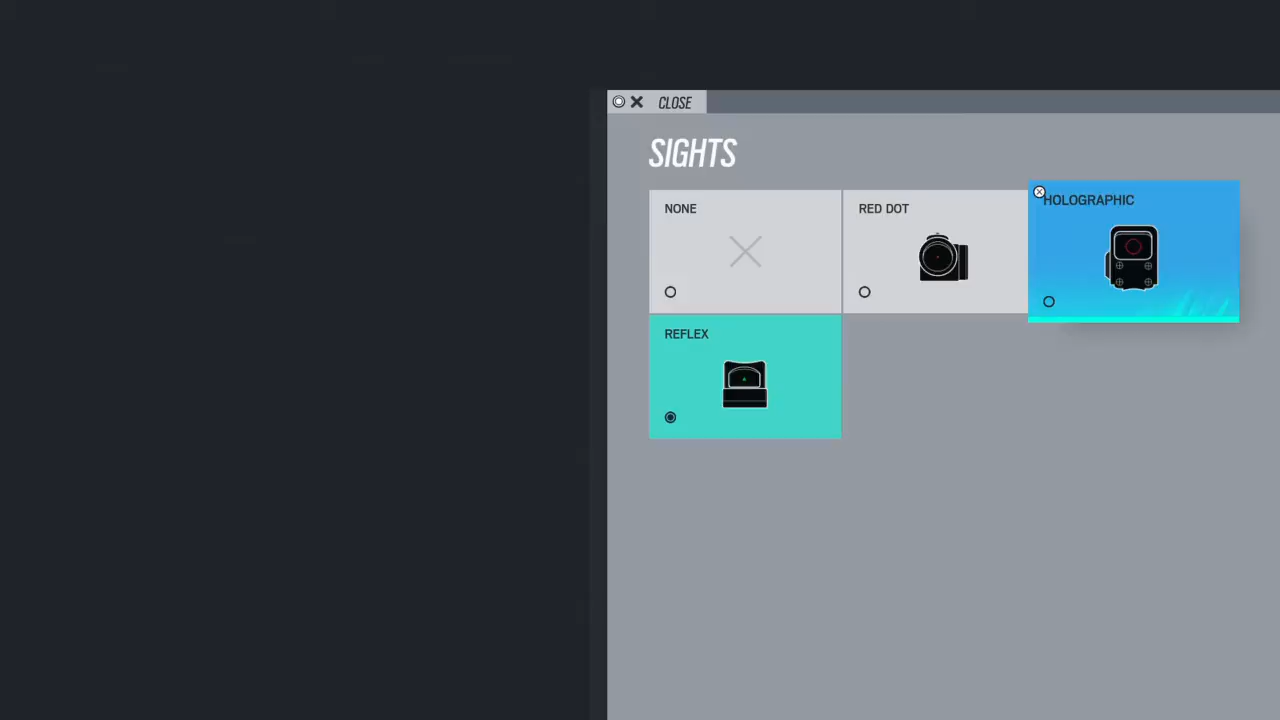 CLOSE
SIGHTS
NONE
RED DOT
HOLOGRAPHIC
REFLEX